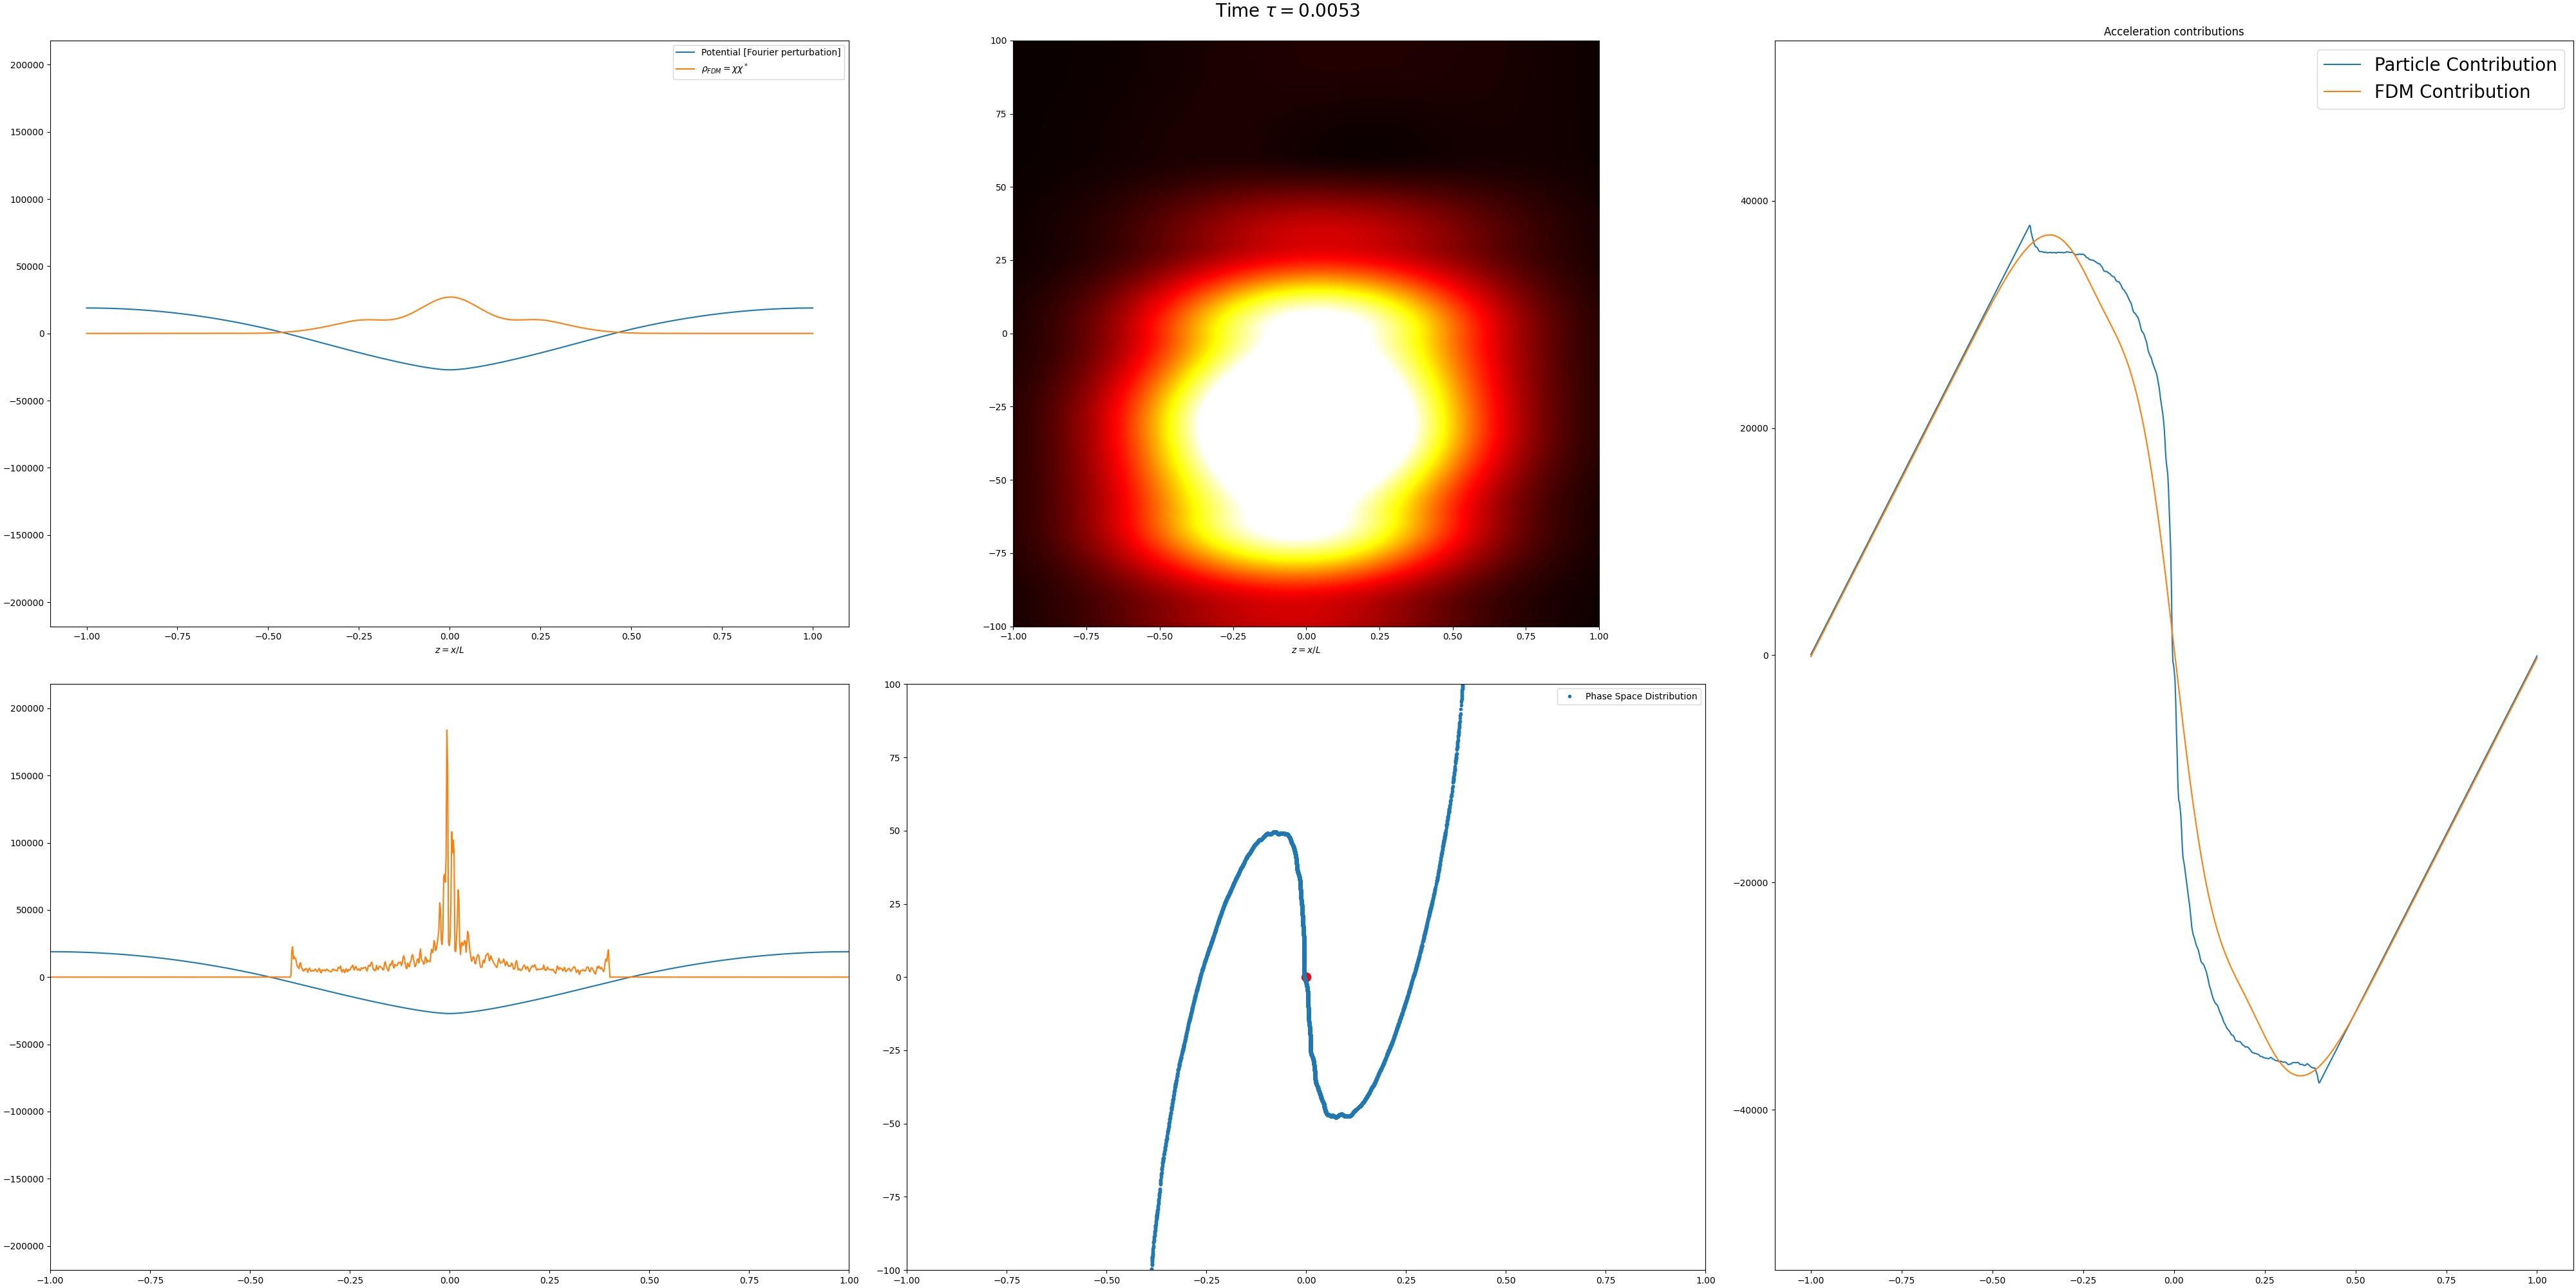 Time τ = 0.0053
Potential [Fourier perturbation]
ρFDM = χχ*
200000
150000
100000
50000
0
−50000
−100000
−150000
−200000
−1.00 −0.75 −0.50 −0.25 0.00 0.25 0.50 0.75 1.00
z = x/L
100
75
50
25
0
−25
−50
−75
−100
−1.00 −0.75 −0.50 −0.25 0.00 0.25 0.50 0.75 1.00
z = x/L
Acceleration contributions
Particle Contribution
FDM Contribution
40000
20000
0
−20000
−40000
−1.00 −0.75 −0.50 −0.25 0.00 0.25 0.50 0.75 1.00
200000
150000
100000
50000
0
−50000
−100000
−150000
−200000
−1.00 −0.75 −0.50 −0.25 0.00 0.25 0.50 0.75 1.00
Phase Space Distribution
100
75
50
25
0
−25
−50
−75
−100
−1.00 −0.75 −0.50 −0.25 0.00 0.25 0.50 0.75 1.00